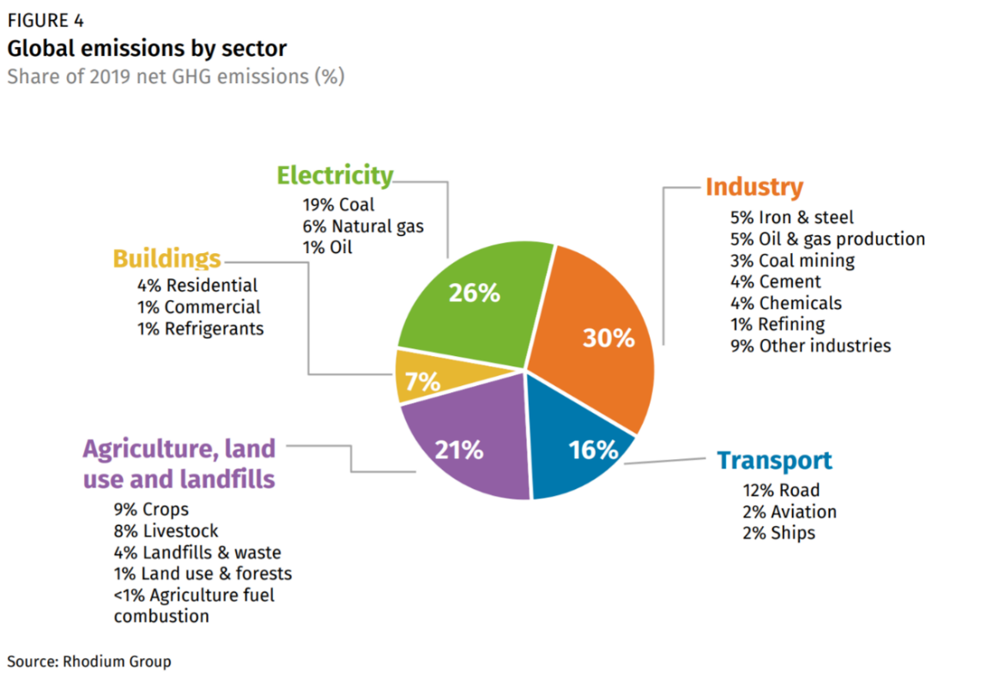 FIGURE 4
Global emissions by sector
Share of 2019 net GHG emissions (%)
Electricity
19% Coal
6% Natural gas
1% Oil
Industry
5% Iron & steel
5% Oil & gas production
3% Coal mining
4% Cement
4% Chemicals
1% Refining
9% Other industries
Buildings
4% Residential
1% Commercial
1% Refrigerants
26%
30%
7%
21%
16%
Agriculture, land
use and landfills
9% Crops
8% Livestock
4% Landfills & waste
1% Land use & forests
<1% Agriculture fuel
combustion
Transport
12% Road
2% Aviation
2% Ships
Source: Rhodium Group